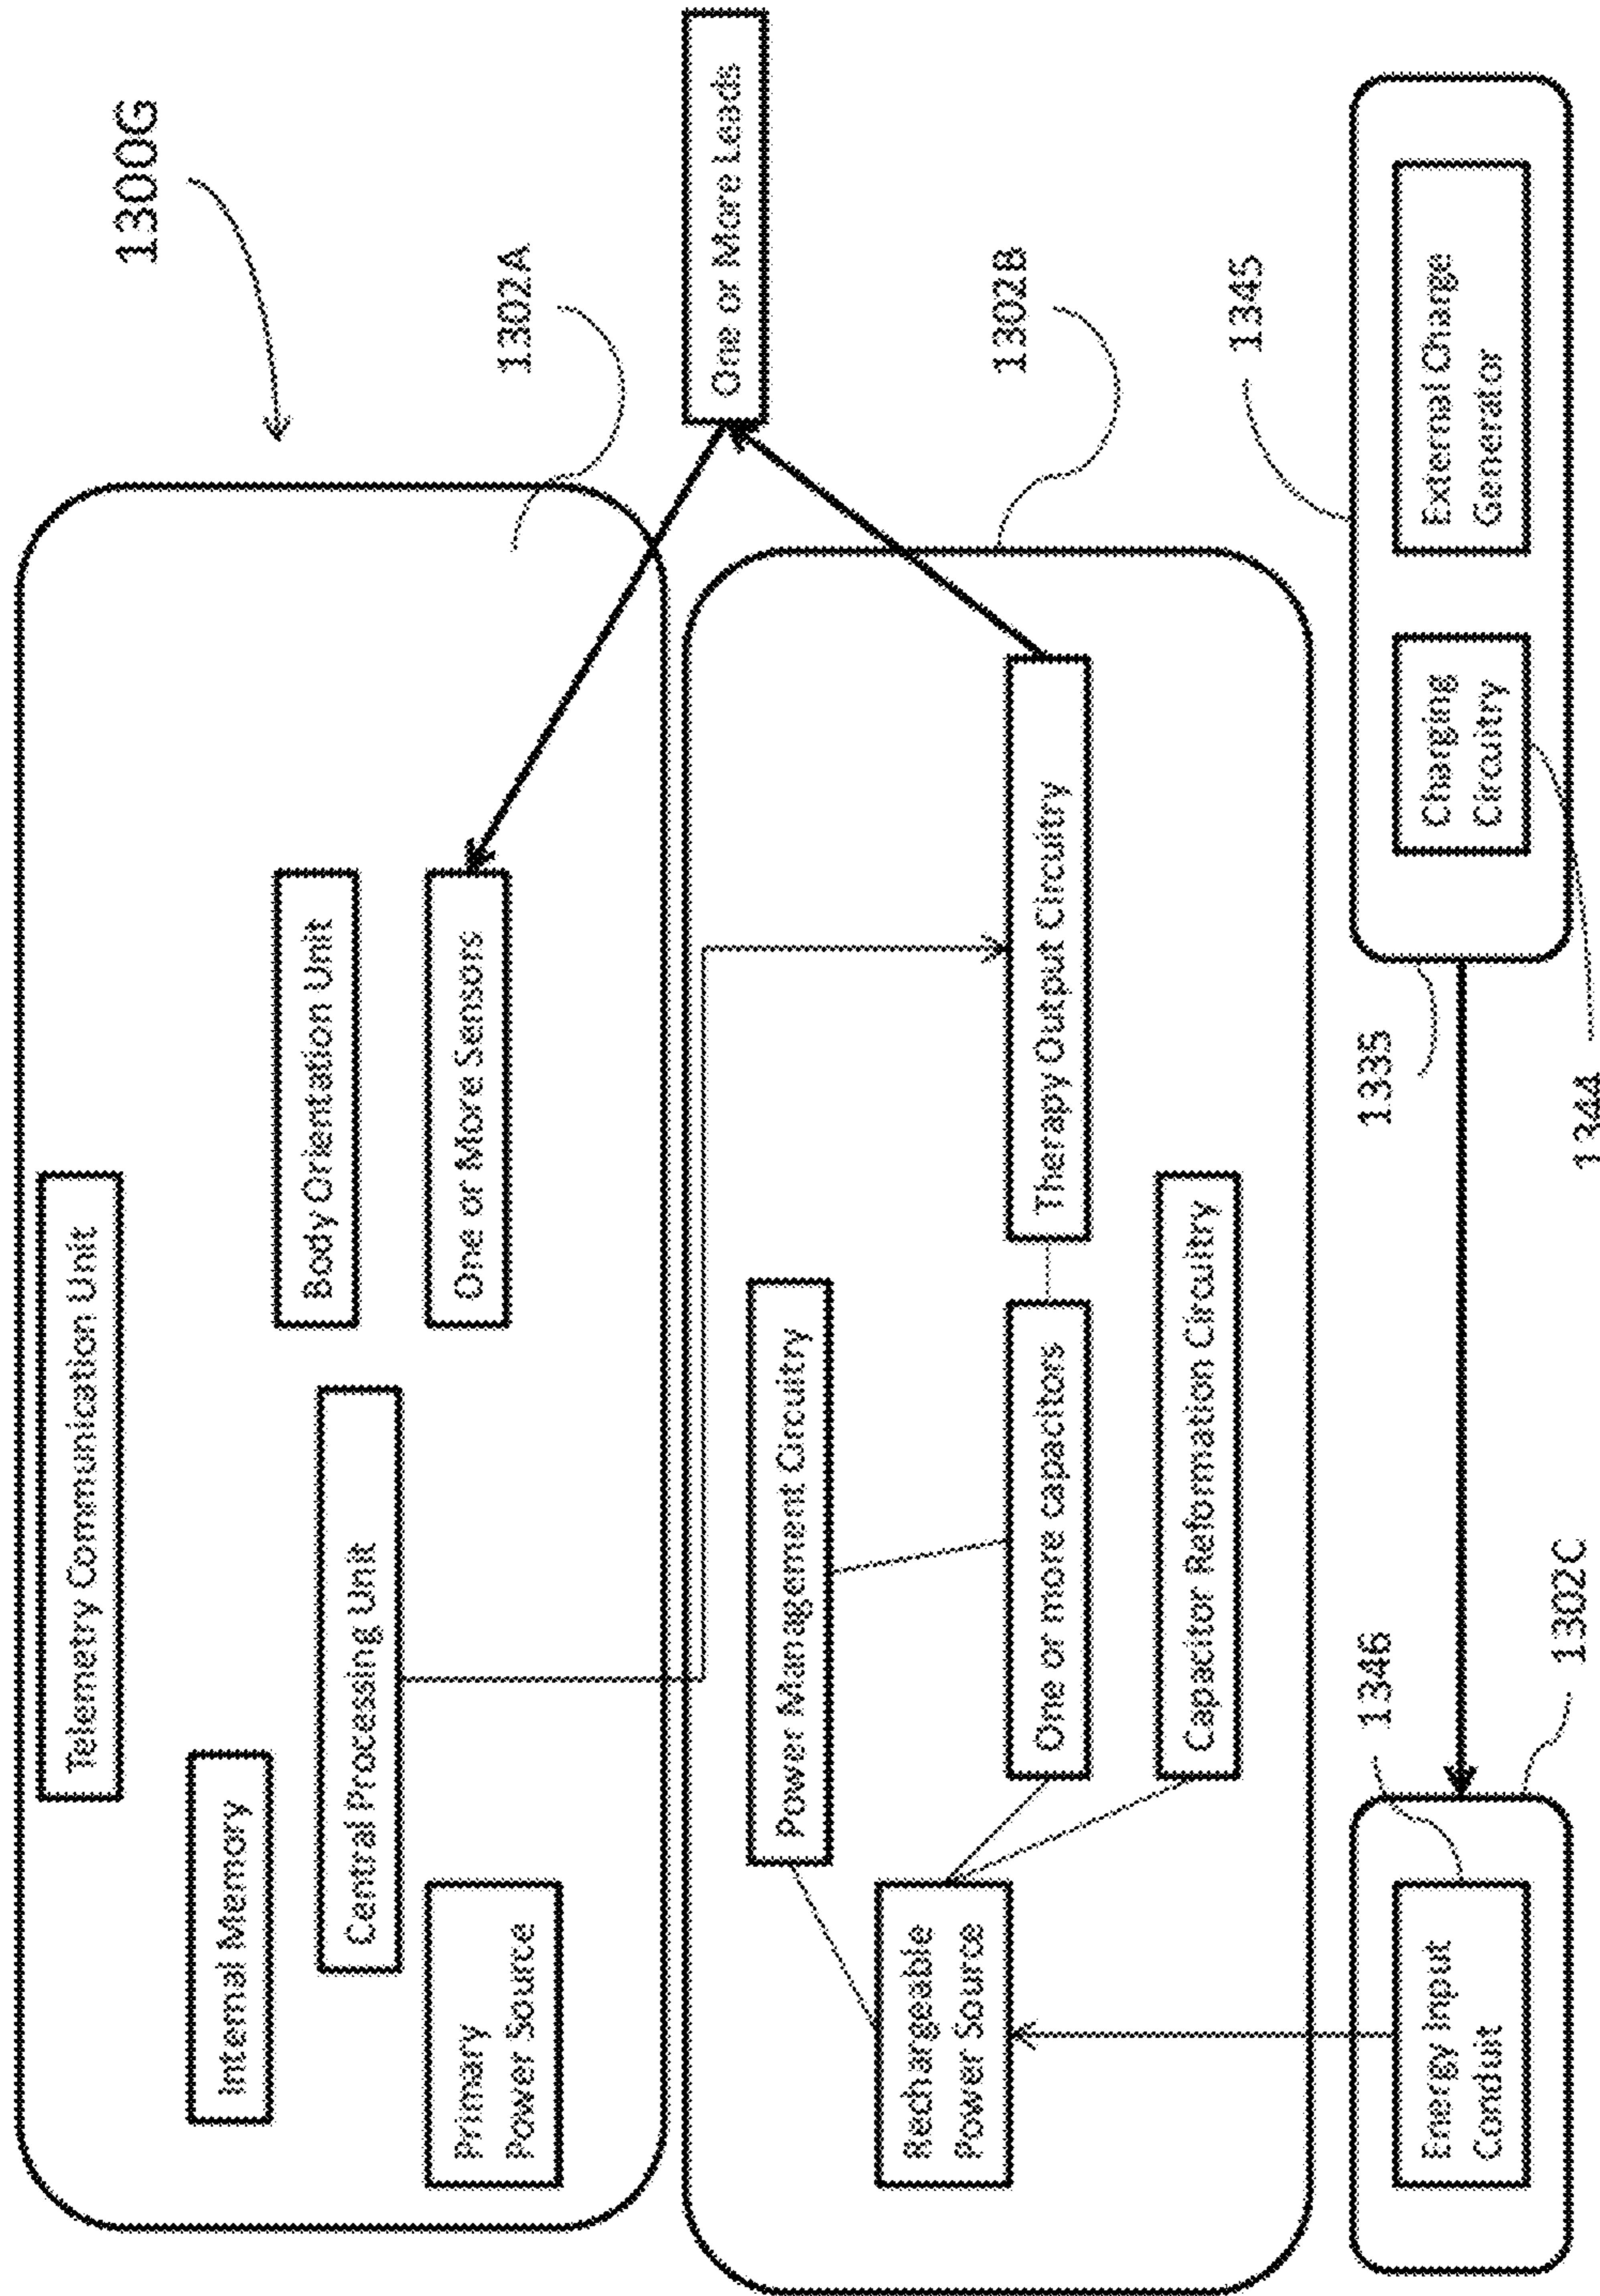 1300G
Telemetry Communication Unit
Internal Memory
Body Orientation Unit
Central Processing Unit
One or More Sensors
Primary
Power Source
1302A
One or More Leads
Power Management Circuitry
Rechargeable
Power Source
One or more capacitors
Therapy Output Circuitry
1302B
Capacitor Reformation Circuitry
1345
1346
1335
Energy Input
Conduit
Charging
Circuitry
External Charge
Generator
1302C
1344